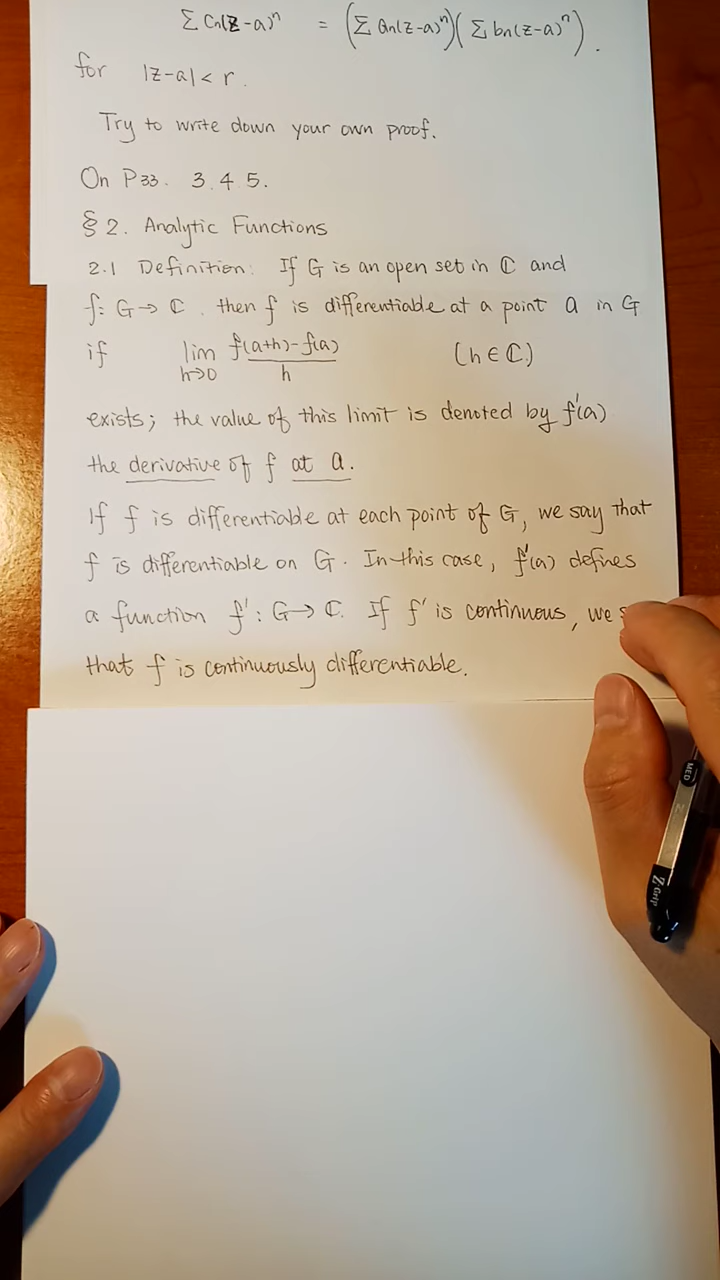 Σ Cn(z-a)ⁿ = (Σ an(z-a)ⁿ)(Σ bn(z-a)ⁿ).
for |z-a| < r.
Try to write down your own proof.
On P33. 3.4.5.
§2. Analytic Functions
2.1 Definition: If G is an open set in ℂ and
f: G → ℂ. then f is differentiable at a point a in G
if lim h→0 f(a+h)-f(a) / h (h ∈ ℂ.)
exists; the value of this limit is denoted by f'(a)
the derivative of f at a.
If f is differentiable at each point of G, we say that
f is differentiable on G. In this case, f'(a) defines
a function f': G → ℂ. If f' is continuous, we
that f is continuously differentiable.
MED
Z Grip